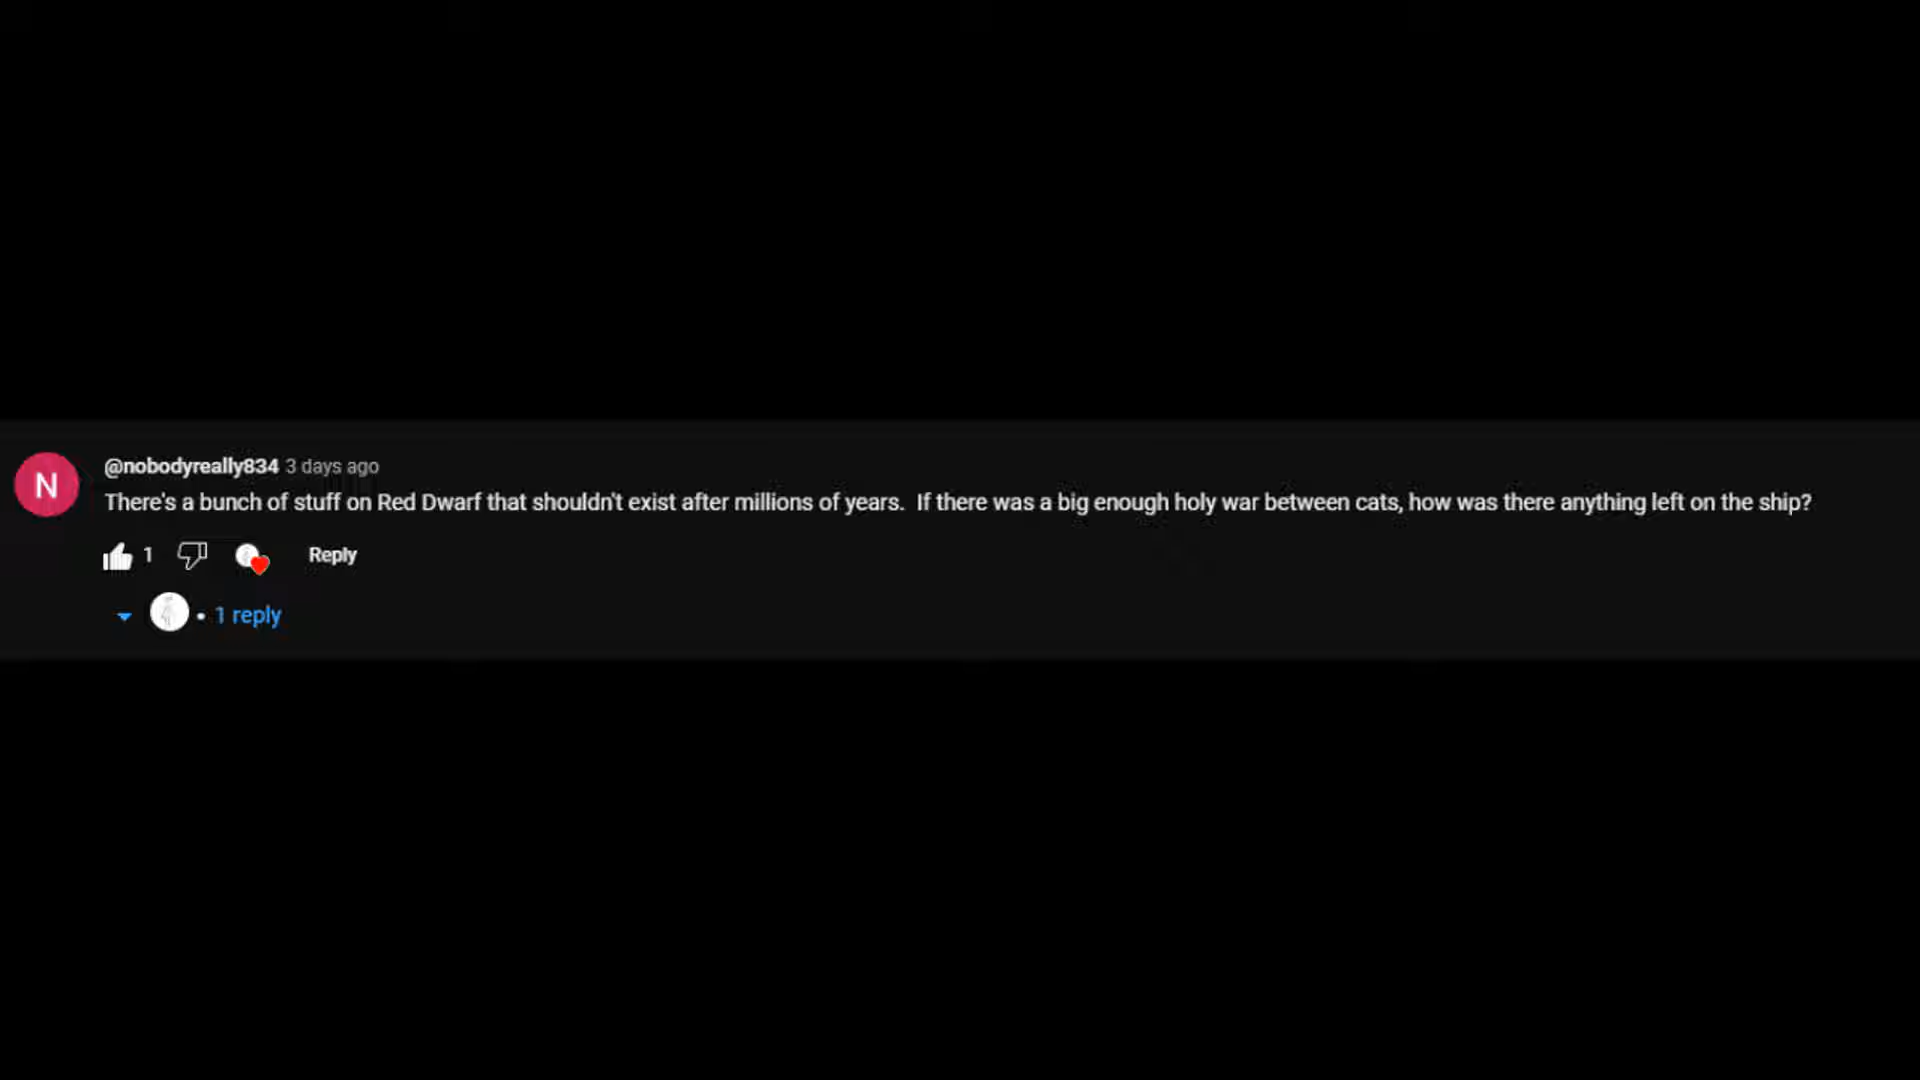 N
@nobodyreally834 3 days ago
There's a bunch of stuff on Red Dwarf that shouldn't exist after millions of years.  If there was a big enough holy war between cats, how was there anything left on the ship?
1 Reply
• 1 reply